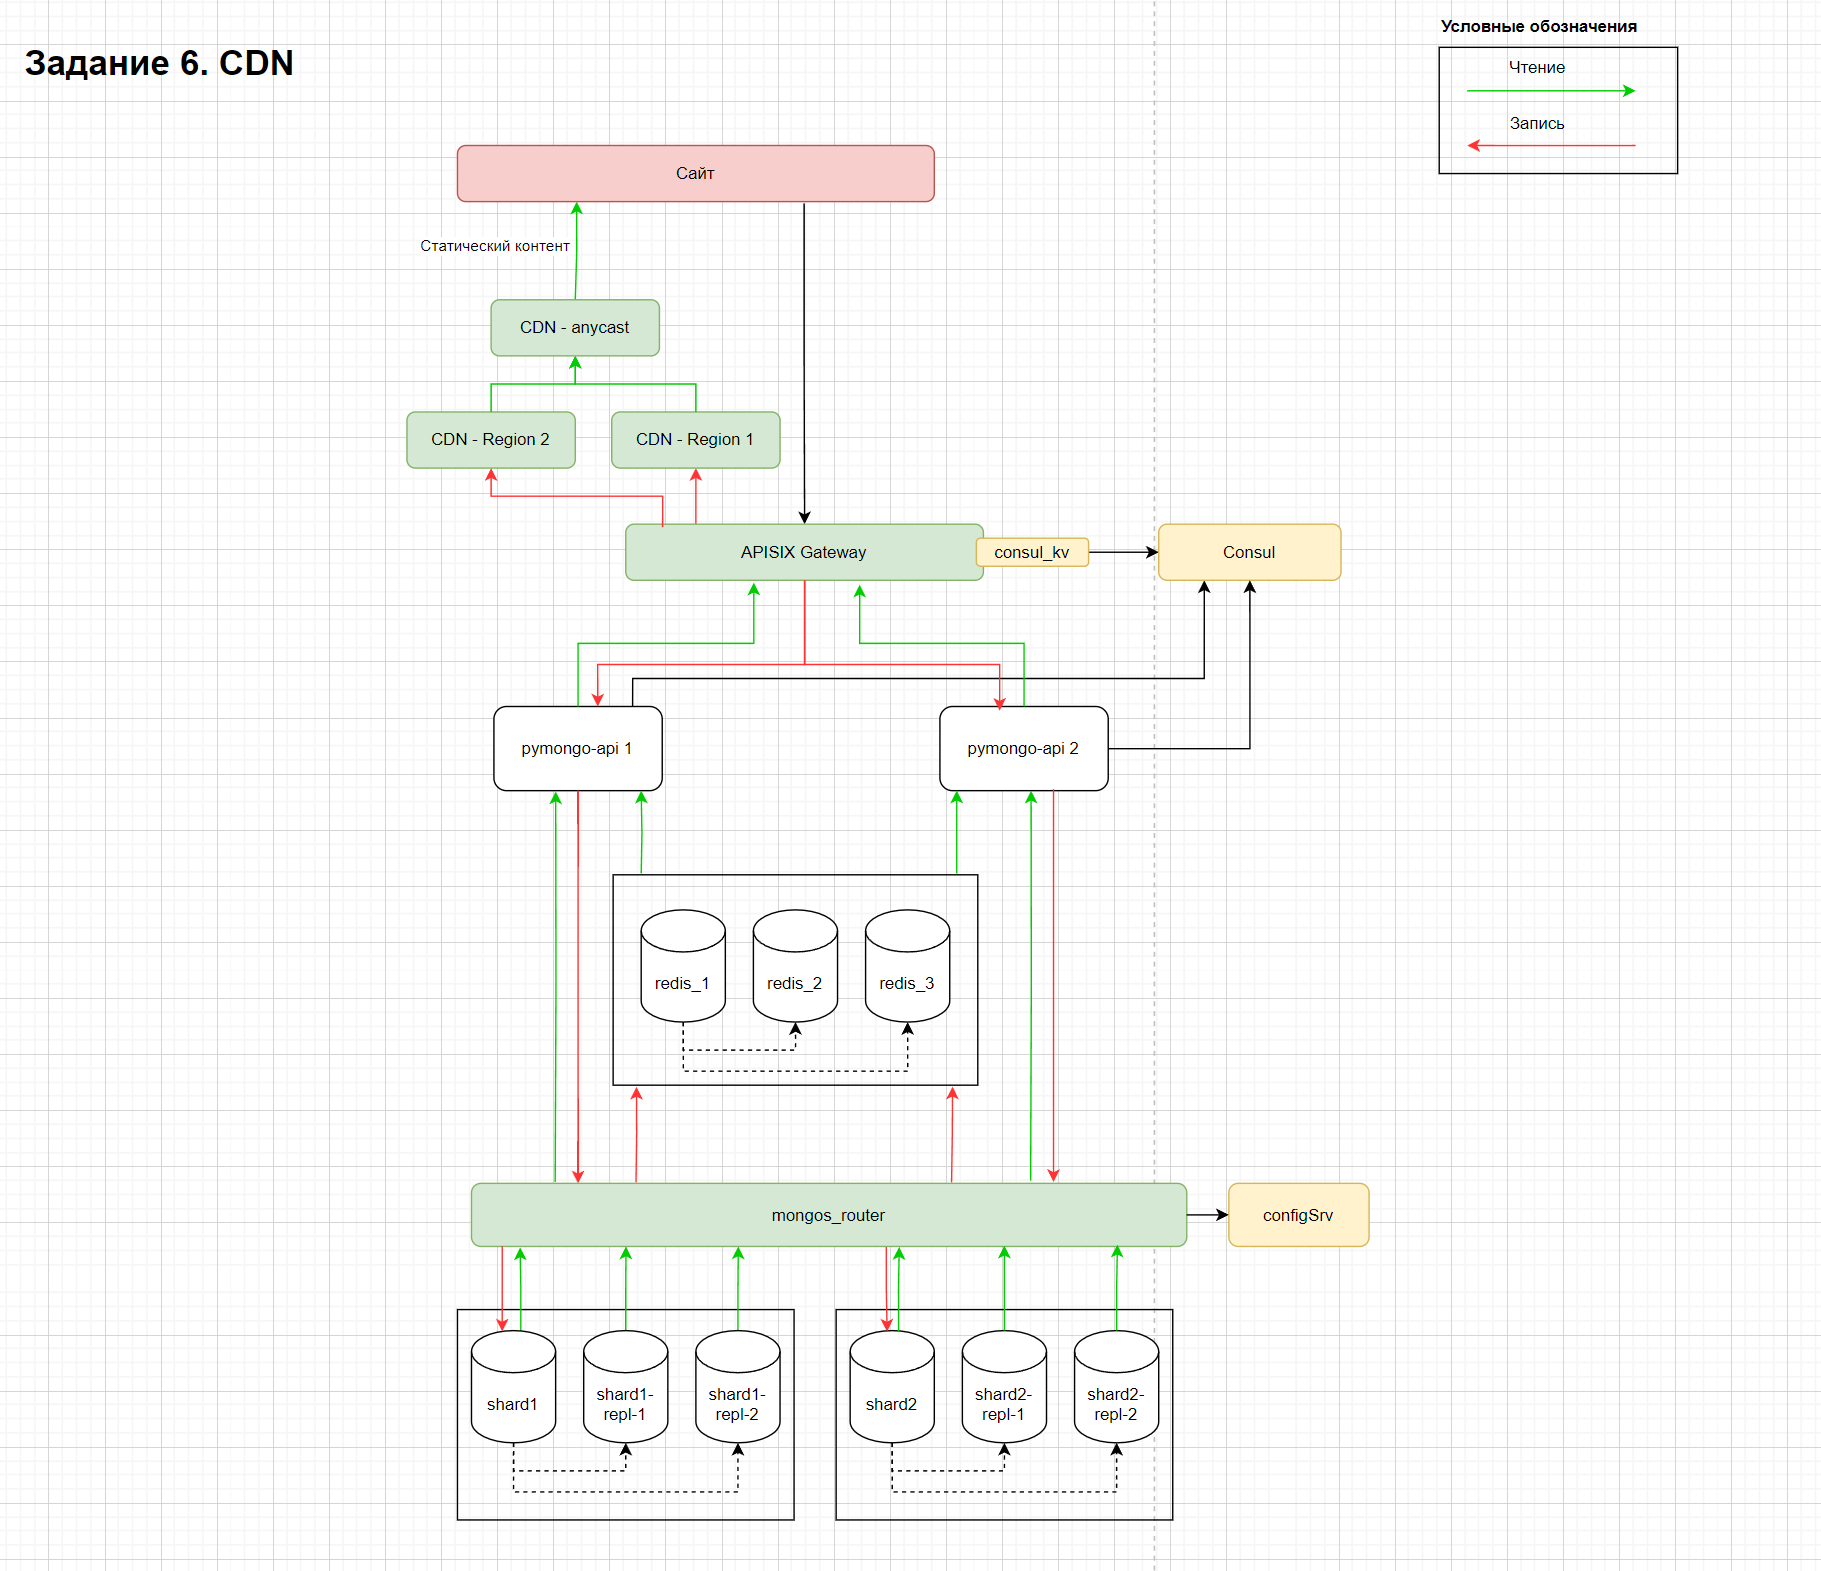 Условные обозначения
Задание 6. CDN
Чтение
Запись
Сайт
Статический контент
CDN - anycast
CDN - Region 2
CDN - Region 1
APISIX Gateway
consul_kv
Consul
pymongo-api 1
pymongo-api 2
redis_1
redis_2
redis_3
mongos_router
configSrv
shard1
shard1-
repl-1
shard1-
repl-2
shard2
shard2-
repl-1
shard2-
repl-2